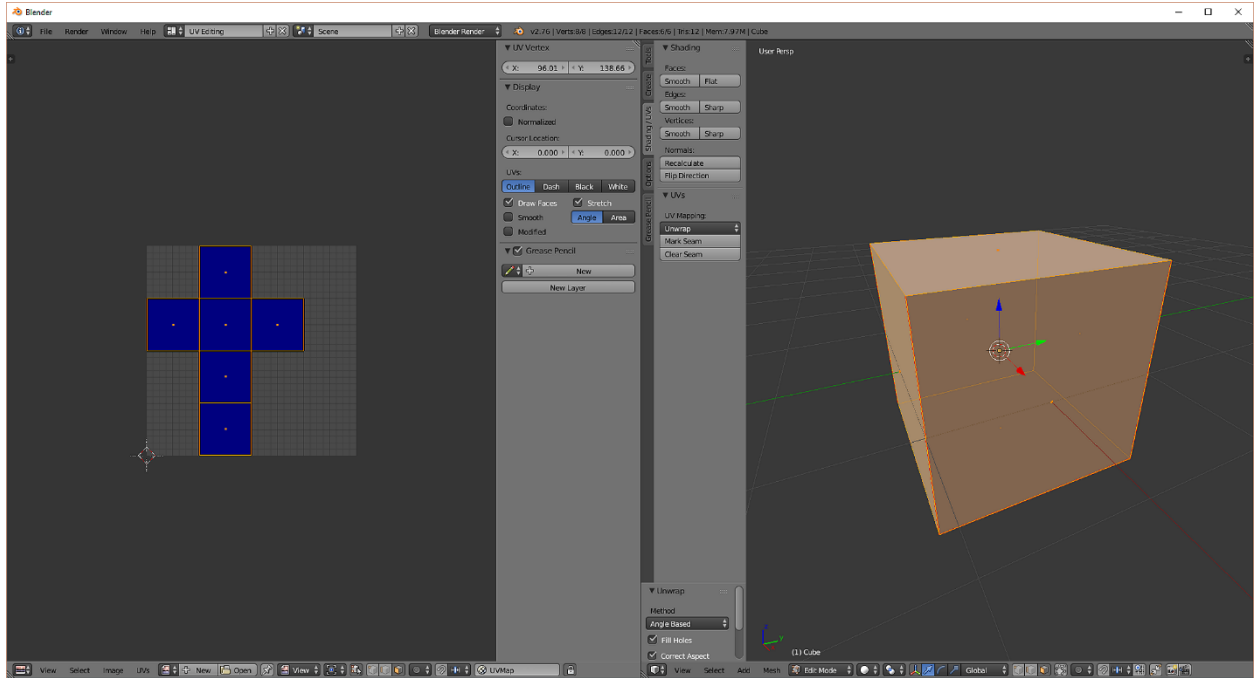 Blender
File Render Window Help UV Editing Scene Blender Render v2.76 | Verts:8/8 | Edges:12/12 | Faces:6/6 | Tris:12 | Mem:7.97M | Cube
UV Vertex
X: 96.01 Y: 138.66
Display
Coordinates:
Normalized
Cursor Location:
X: 0.000 Y: 0.000
UVs:
Outline Dash Black White
Draw Faces Stretch
Smooth Angle Area
Modified
Grease Pencil
New
New Layer
Tools
Create
Shading / UVs
Options
Grease Pencil
Shading
Faces:
Smooth Flat
Edges:
Smooth Sharp
Vertices:
Smooth Sharp
Normals:
Recalculate
Flip Direction
UVs
UV Mapping:
Unwrap
Mark Seam
Clear Seam
Unwrap
Method
Angle Based
Fill Holes
Correct Aspect
User Persp
z
y
(1) Cube
View Select Image UVs New Open View UVMap
View Select Add Mesh Edit Mode Global